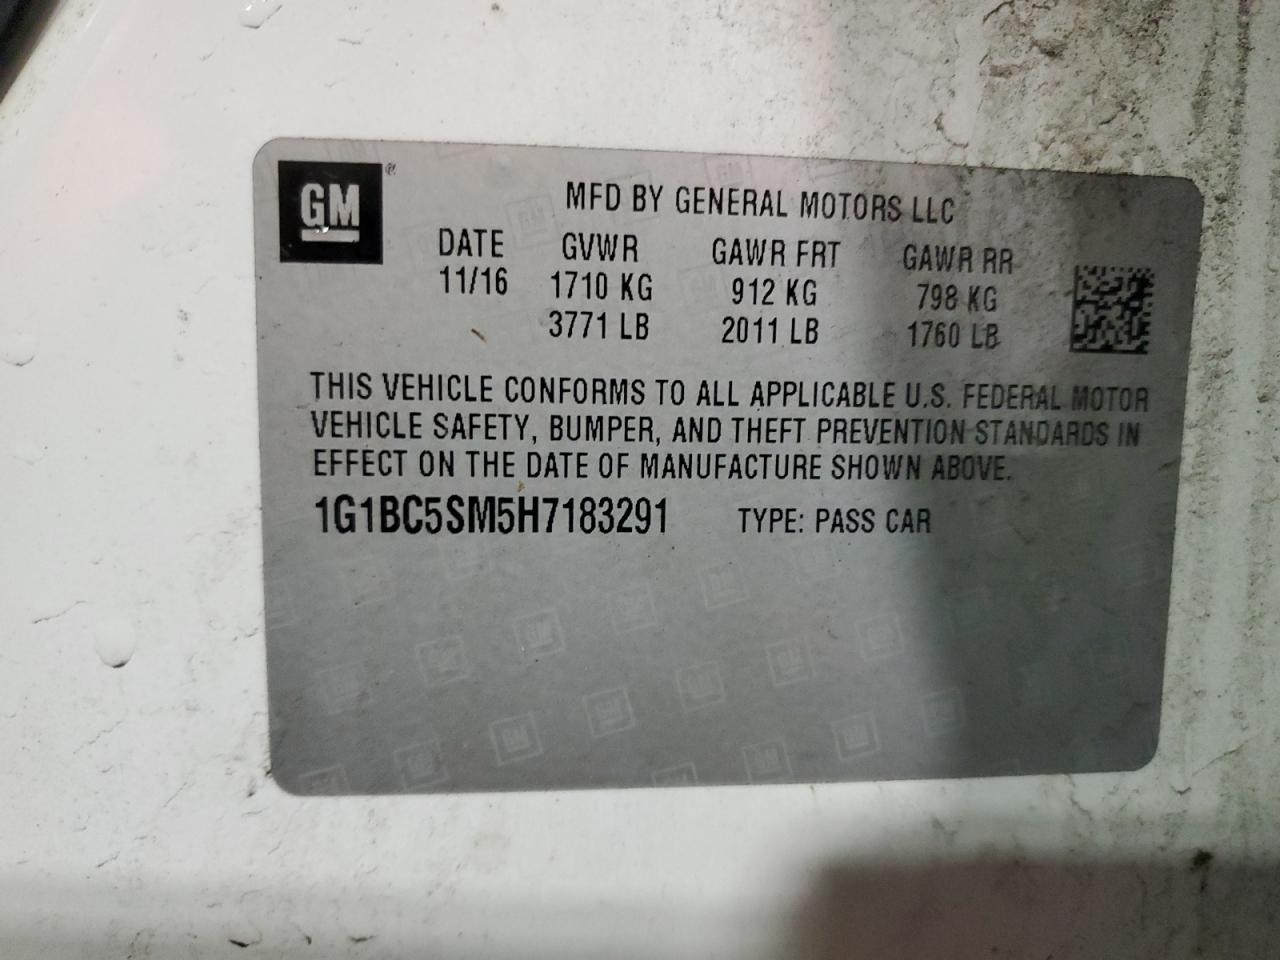 GM ®
MFD BY GENERAL MOTORS LLC
DATE GVWR GAWR FRT GAWR RR
11/16 1710 KG 912 KG 798 KG
3771 LB 2011 LB 1760 LB
THIS VEHICLE CONFORMS TO ALL APPLICABLE U.S. FEDERAL MOTOR
VEHICLE SAFETY, BUMPER, AND THEFT PREVENTION STANDARDS IN
EFFECT ON THE DATE OF MANUFACTURE SHOWN ABOVE.
1G1BC5SM5H7183291 TYPE: PASS CAR